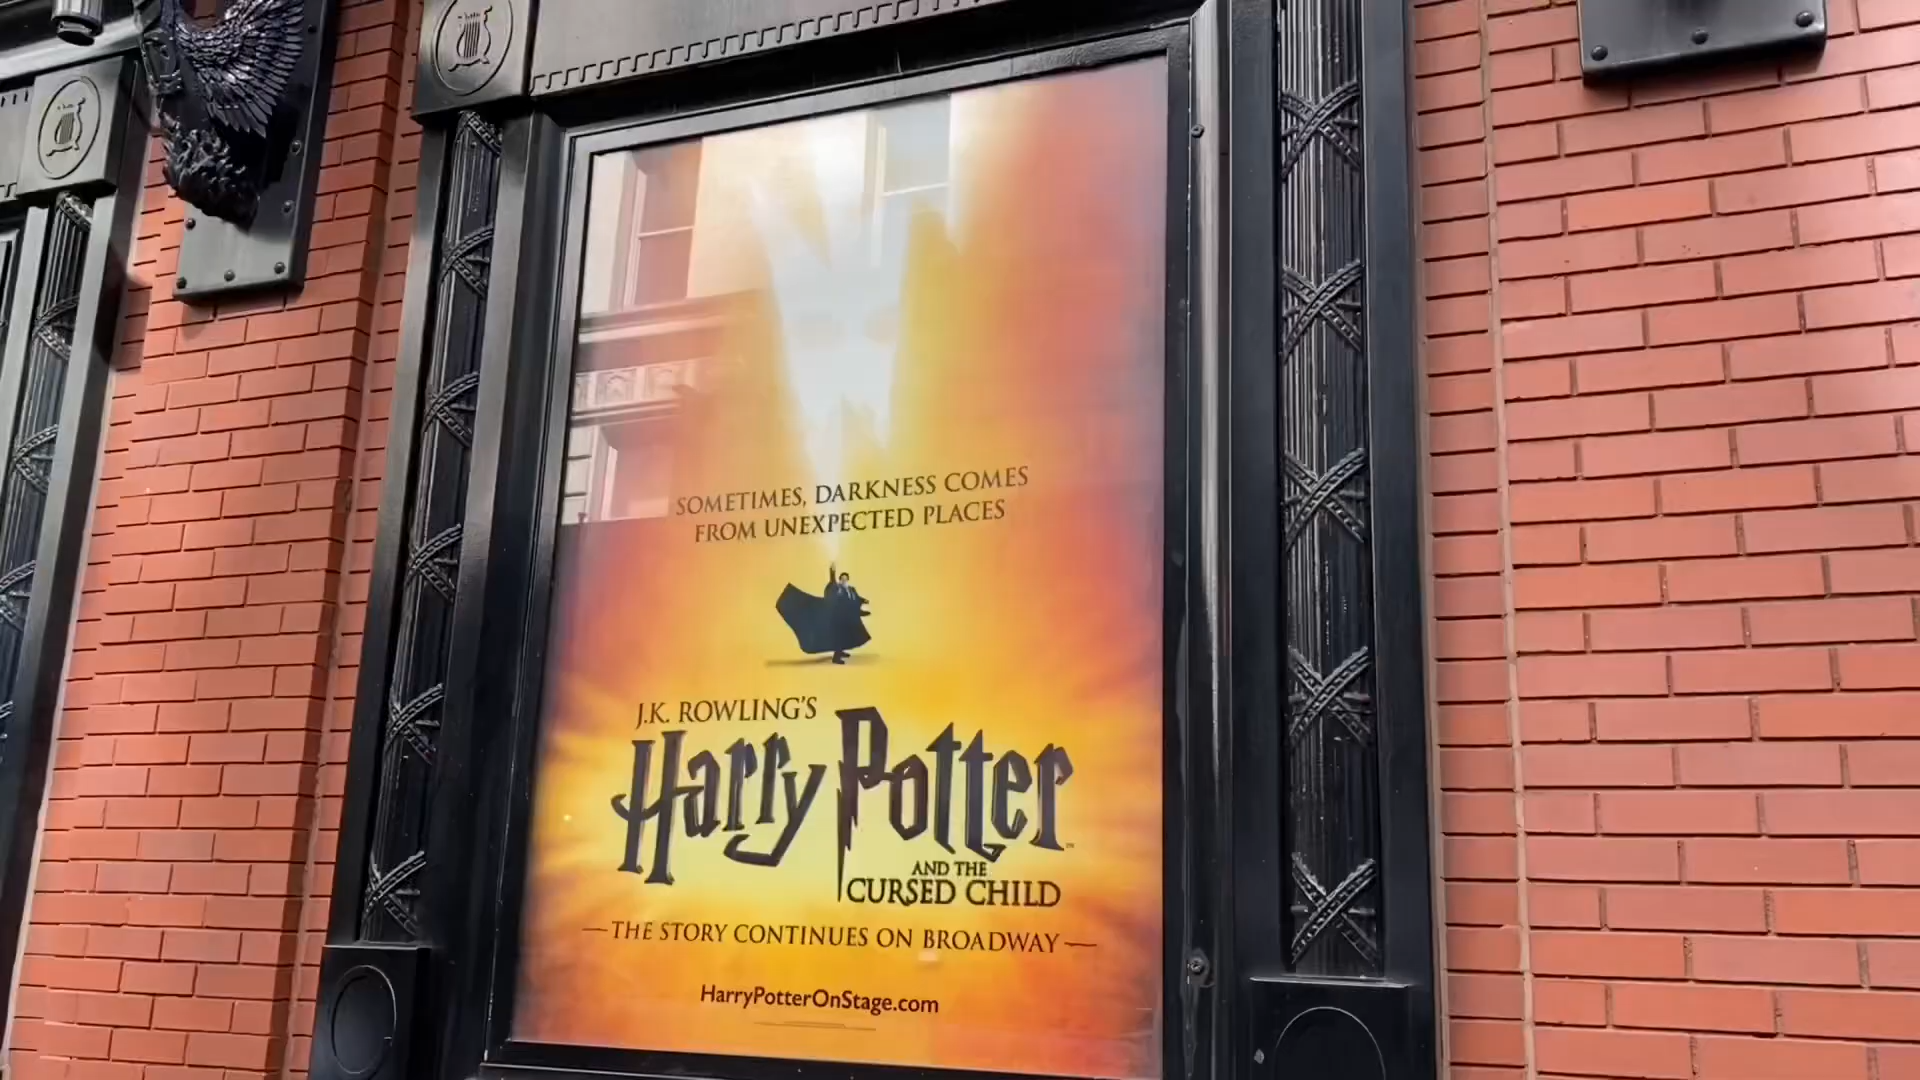 SOMETIMES, DARKNESS COMES
FROM UNEXPECTED PLACES
J.K. ROWLING'S
Harry Potter™
AND THE
CURSED CHILD
—THE STORY CONTINUES ON BROADWAY—
HarryPotterOnStage.com